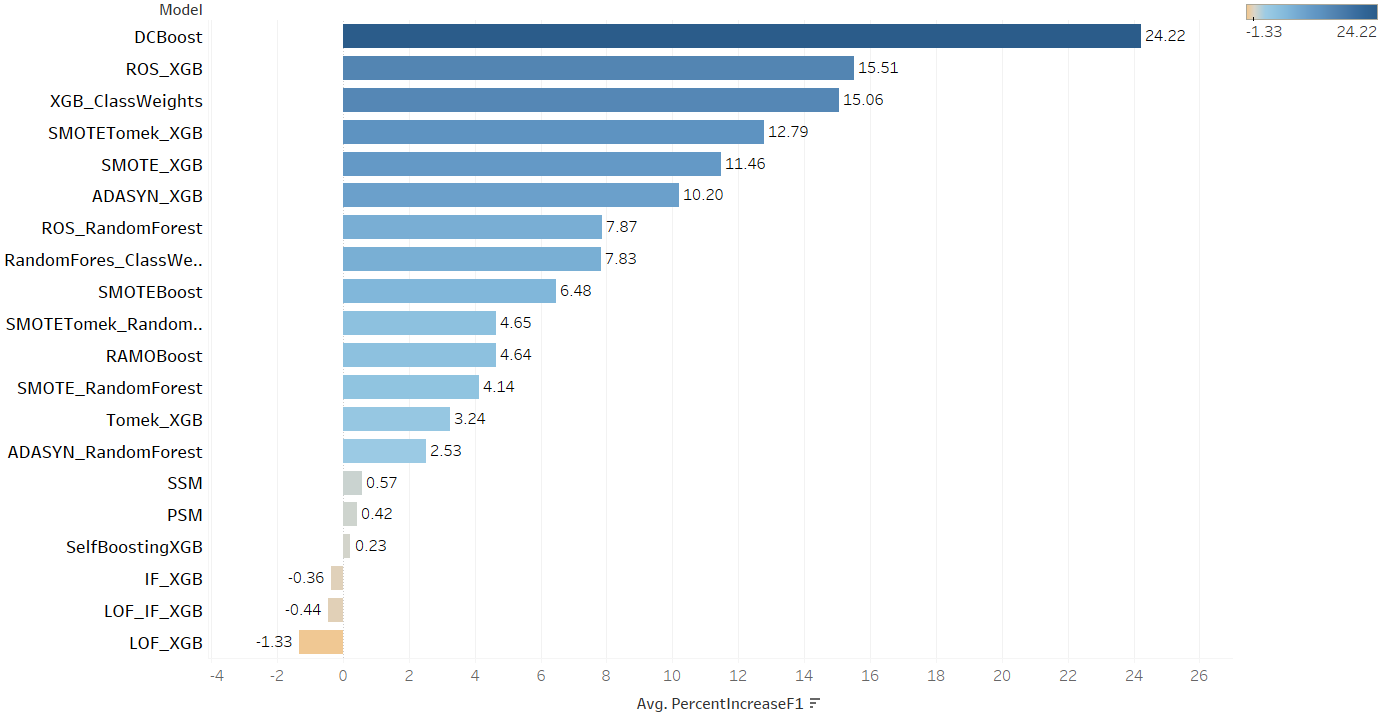 Model
-1.33 24.22
DCBoost 24.22
ROS_XGB 15.51
XGB_ClassWeights 15.06
SMOTETomek_XGB 12.79
SMOTE_XGB 11.46
ADASYN_XGB 10.20
ROS_RandomForest 7.87
RandomFores_ClassWe.. 7.83
SMOTEBoost 6.48
SMOTETomek_Random.. 4.65
RAMOBoost 4.64
SMOTE_RandomForest 4.14
Tomek_XGB 3.24
ADASYN_RandomForest 2.53
SSM 0.57
PSM 0.42
SelfBoostingXGB 0.23
IF_XGB -0.36
LOF_IF_XGB -0.44
LOF_XGB -1.33
-4 -2 0 2 4 6 8 10 12 14 16 18 20 22 24 26
Avg. PercentIncreaseF1